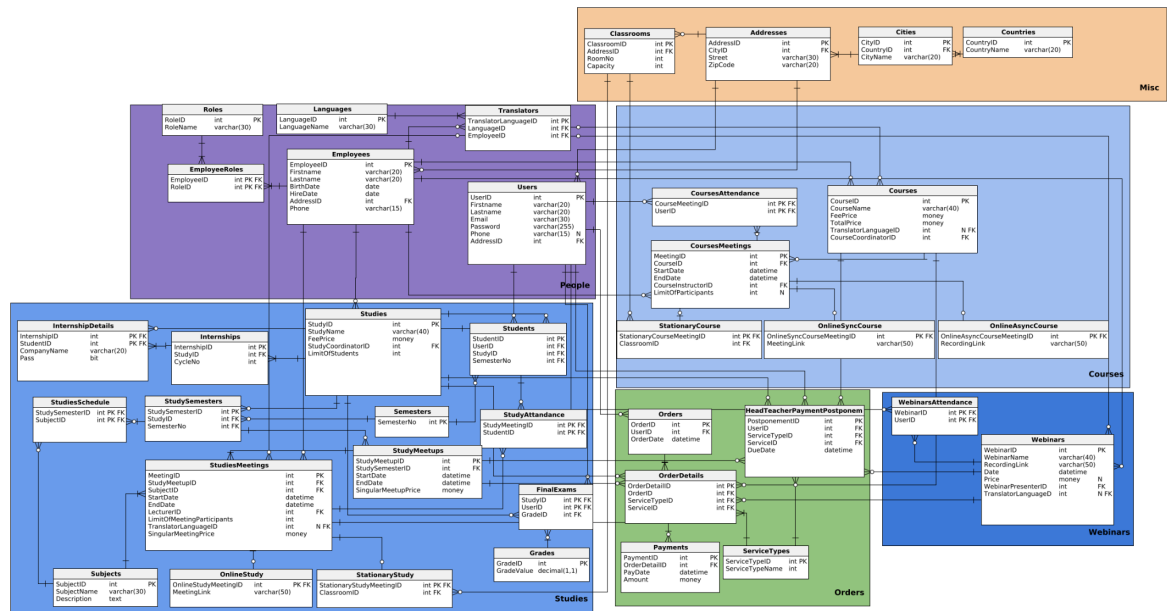 Classrooms
ClassroomID int PK
AddressID int FK
RoomNo int
Capacity int
Addresses
AddressID int PK
CityID int FK
Street varchar(30)
ZipCode varchar(20)
Cities
CityID int PK
CountryID int FK
CityName varchar(20)
Countries
CountryID int PK
CountryName varchar(20)
Misc
Roles
RoleID int PK
RoleName varchar(30)
Languages
LanguageID int PK
LanguageName varchar(30)
Translators
TranslatorLanguageID int PK
LanguageID int FK
EmployeeID int FK
EmployeeRoles
EmployeeID int PK FK
RoleID int PK FK
Employees
EmployeeID int PK
Firstname varchar(20)
Lastname varchar(20)
BirthDate date
HireDate date
AddressID int FK
Phone varchar(15)
Users
UserID int PK
Firstname varchar(20)
Lastname varchar(20)
Email varchar(30)
Password varchar(255)
Phone varchar(15) N
AddressID int FK
People
CoursesAttendance
CourseMeetingID int PK FK
UserID int PK FK
Courses
CourseID int PK
CourseName varchar(40)
FeePrice money
TotalPrice money
TranslatorLanguageID int N FK
CourseCoordinatorID int FK
CoursesMeetings
MeetingID int PK
CourseID int FK
StartDate datetime
EndDate datetime
CourseInstructorID int FK
LimitOfParticipants int N
StationaryCourse
StationaryCourseMeetingID int PK FK
ClassroomID int FK
OnlineSyncCourse
OnlineSyncCourseMeetingID int PK FK
MeetingLink varchar(50)
OnlineAsyncCourse
OnlineAsyncCourseMeetingID int PK FK
RecordingLink varchar(50)
Courses
InternshipDetails
InternshipID int PK FK
StudentID int PK FK
CompanyName varchar(20)
Pass bit
Internships
InternshipID int PK
StudyID int FK
CycleNo int
Studies
StudyID int PK
StudyName varchar(40)
FeePrice money
StudyCoordinatorID int FK
LimitOfStudents int
Students
StudentID int PK
UserID int FK
StudyID int FK
SemesterNo int FK
StudiesSchedule
StudySemesterID int PK FK
SubjectID int PK FK
StudySemesters
StudySemesterID int PK
StudyID int FK
SemesterNo int FK
Semesters
SemesterNo int PK
StudyAttandance
StudyMeetingID int PK FK
StudentID int PK FK
StudyMeetups
StudyMeetupID int PK
StudySemesterID int FK
StartDate datetime
EndDate datetime
SingularMeetupPrice money
StudiesMeetings
MeetingID int PK
StudyMeetupID int FK
SubjectID int FK
StartDate datetime
EndDate datetime
LecturerID int FK
LimitOfMeetingParticipants int
TranslatorLanguageID int N FK
SingularMeetingPrice money
FinalExams
StudyID int PK FK
UserID int PK FK
GradeID int FK
Grades
GradeID int PK
GradeValue decimal(1,1)
Subjects
SubjectID int PK
SubjectName varchar(30)
Description text
OnlineStudy
OnlineStudyMeetingID int PK FK
MeetingLink varchar(50)
StationaryStudy
StationaryStudyMeetingID int PK FK
ClassroomID int FK
Studies
Orders
OrderID int PK
UserID int FK
OrderDate datetime
HeadTeacherPaymentPostponem
PostponementID int PK
UserID int FK
ServiceTypeID int FK
ServiceID int FK
DueDate datetime
OrderDetails
OrderDetailID int PK
OrderID int FK
ServiceTypeID int FK
ServiceID int FK
Payments
PaymentID int PK
OrderDetailID int FK
PayDate datetime
Amount money
ServiceTypes
ServiceTypeID int PK
ServiceTypeName int
Orders
WebinarsAttendance
WebinarID int PK FK
UserID int PK FK
Webinars
WebinarID int PK
WebinarName varchar(40)
RecordingLink varchar(50)
Date datetime
Price money N
WebinarPresenterID int FK
TranslatorLanguageD int N FK
Webinars